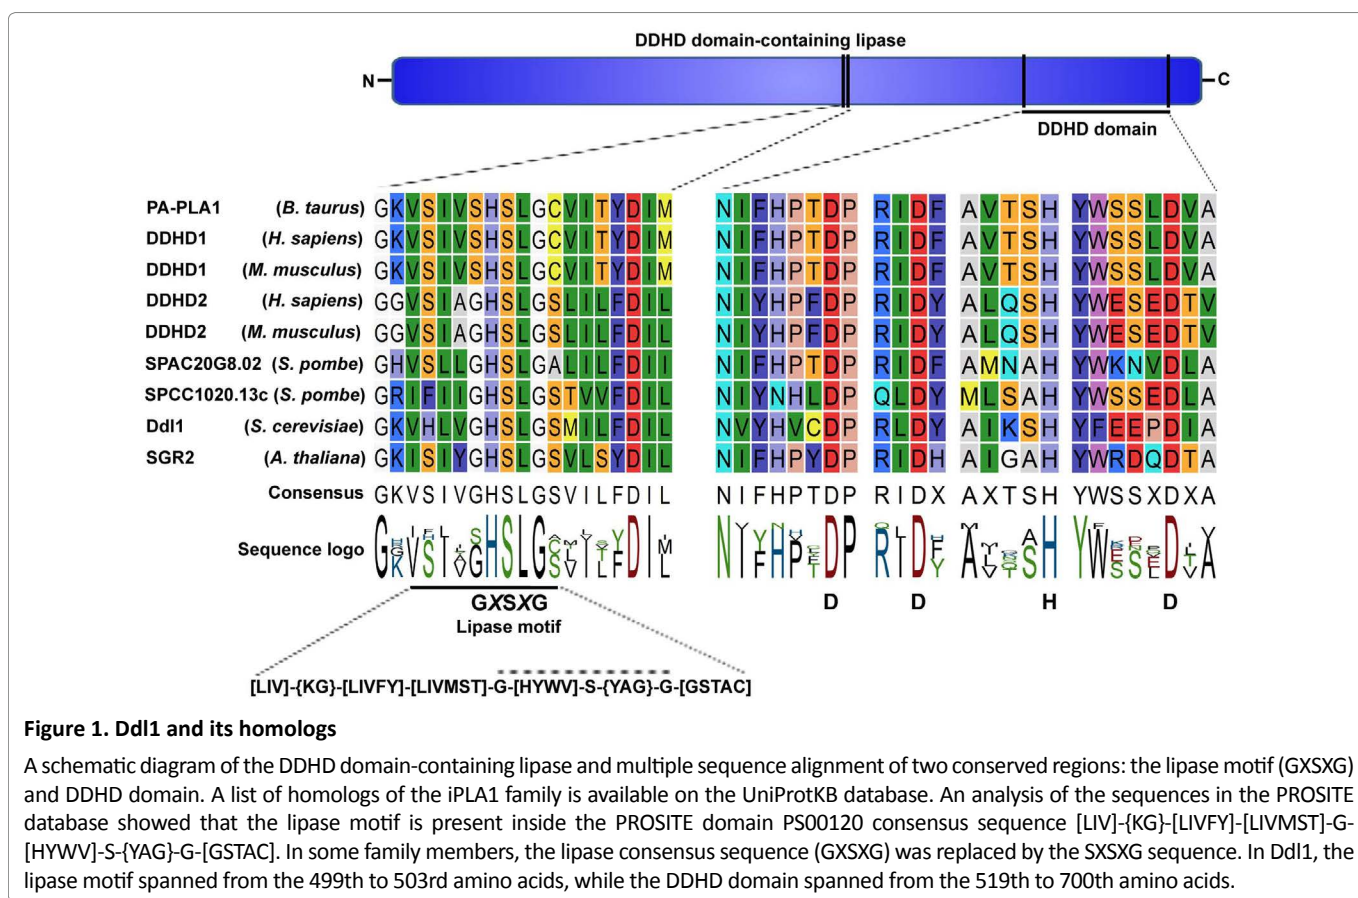 DDHD domain-containing lipase
N
C
DDHD domain
PA-PLA1 (B. taurus) GKVSIVSHSLGCVITYDIM NIFHPTDP RIDF AVTSH YWSSLDVA
DDHD1 (H. sapiens) GKVSIVSHSLGCVITYDIM NIFHPTDP RIDF AVTSH YWSSLDVA
DDHD1 (M. musculus) GKVSIVSHSLGCVITYDIM NIFHPTDP RIDF AVTSH YWSSLDVA
DDHD2 (H. sapiens) GGVSIAGHSLGSLILFDIL NIYHPFDP RIDY ALQSH YWESEDTV
DDHD2 (M. musculus) GGVSIAGHSLGSLILFDIL NIYHPFDP RIDY ALQSH YWESEDTV
SPAC20G8.02 (S. pombe) GHVSLLGHSLGALILFDII NIFHPTDP RIDF AMNAH YWKNVDLA
SPCC1020.13c (S. pombe) GRIFIIGHSLGSTVVFDIL NIYNHLDP QLDY MLSAH YWSSEDLA
Ddl1 (S. cerevisiae) GKVHLVGHSLGSMILFDIL NVYHVCDP RLDY AIKSH YFEEPDIA
SGR2 (A. thaliana) GKISIYGHSLGSVLSYDIL NIFHPYDP RIDH AIGAH YWRDQDTA
Consensus GKVSIVGHSLGSVILFDIL NIFHPTDP RIDX AXTSH YWSSXDXA
Sequence logo
GXSXG D D H D
Lipase motif
[LIV]-{KG}-[LIVFY]-[LIVMST]-G-[HYWV]-S-{YAG}-G-[GSTAC]
Figure 1. Ddl1 and its homologs
A schematic diagram of the DDHD domain-containing lipase and multiple sequence alignment of two conserved regions: the lipase motif (GXSXG)
and DDHD domain. A list of homologs of the iPLA1 family is available on the UniProtKB database. An analysis of the sequences in the PROSITE
database showed that the lipase motif is present inside the PROSITE domain PS00120 consensus sequence [LIV]-{KG}-[LIVFY]-[LIVMST]-G-
[HYWV]-S-{YAG}-G-[GSTAC]. In some family members, the lipase consensus sequence (GXSXG) was replaced by the SXSXG sequence. In Ddl1, the
lipase motif spanned from the 499th to 503rd amino acids, while the DDHD domain spanned from the 519th to 700th amino acids.